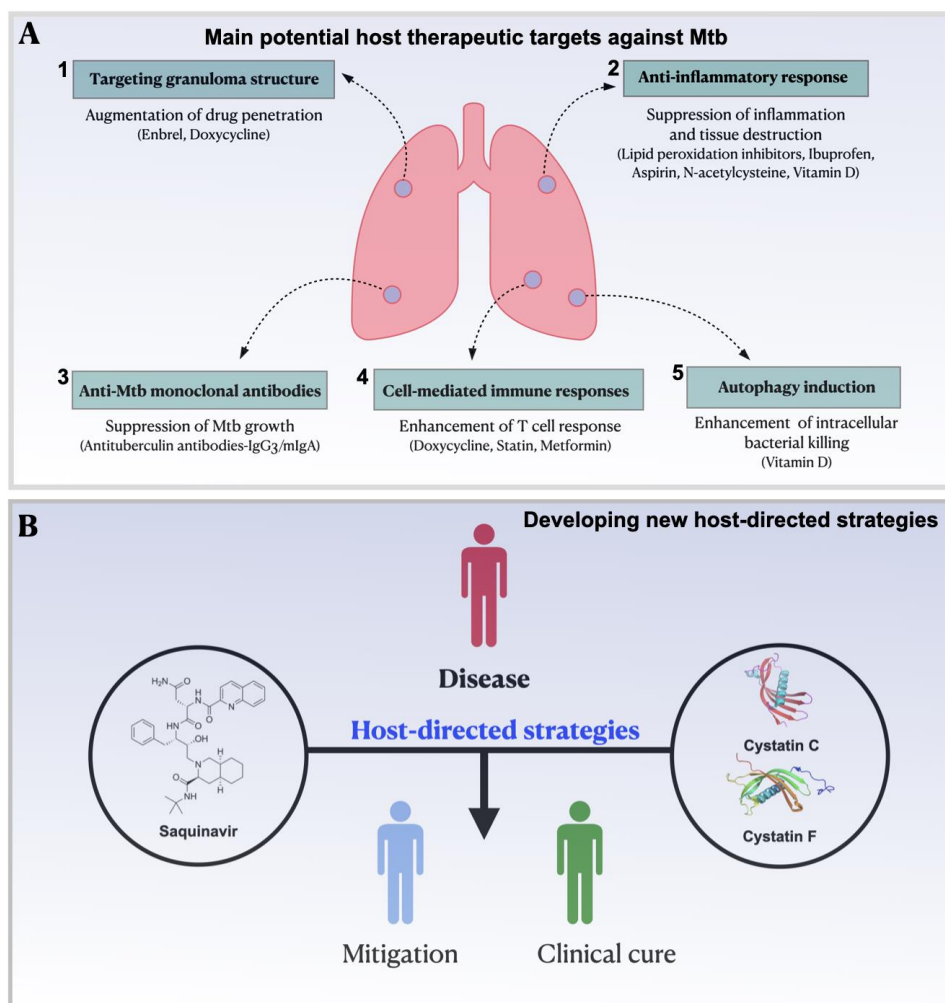 A
Main potential host therapeutic targets against Mtb
1
Targeting granuloma structure
Augmentation of drug penetration
(Enbrel, Doxycycline)
2
Anti-inflammatory response
Suppression of inflammation
and tissue destruction
(Lipid peroxidation inhibitors, Ibuprofen,
Aspirin, N-acetylcysteine, Vitamin D)
3
Anti-Mtb monoclonal antibodies
Suppression of Mtb growth
(Antituberculin antibodies-IgG3/mIgA)
4
Cell-mediated immune responses
Enhancement of T cell response
(Doxycycline, Statin, Metformin)
5
Autophagy induction
Enhancement of intracellular
bacterial killing
(Vitamin D)
B
Developing new host-directed strategies
Disease
Host-directed strategies
H₂N
O
H
N
O
N
O
HN
OH
N
H
H
O
NH
Saquinavir
Cystatin C
Cystatin F
Mitigation
Clinical cure